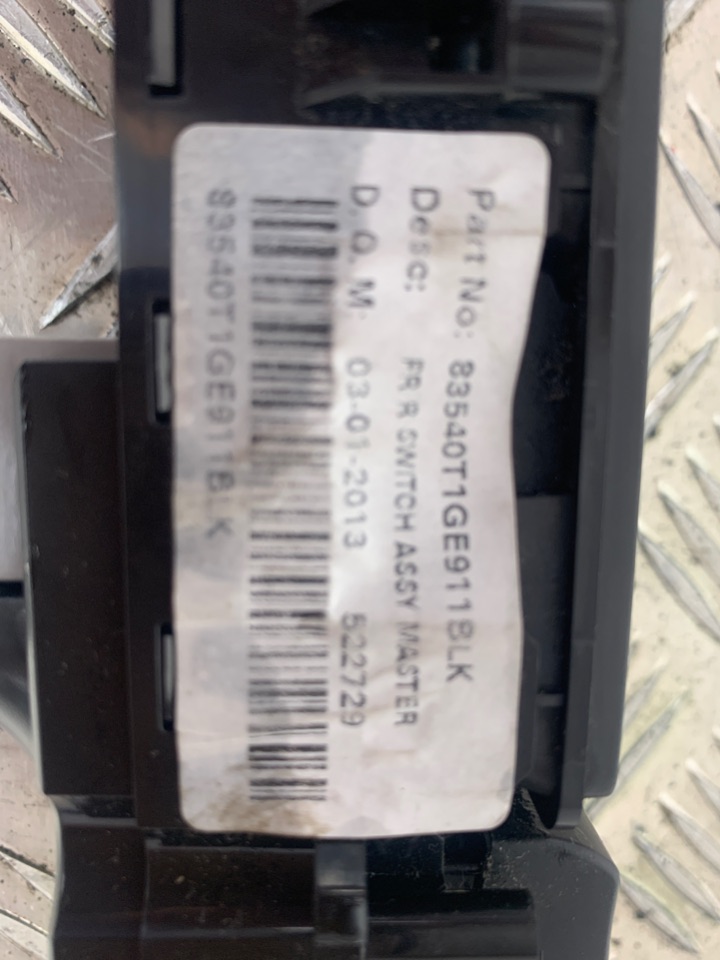 Part No: 83540T1GE911BLK
Desc: FR R SWITCH ASSY MASTER
D.O.M: 03-01-2013 522729
83540T1GE911BLK